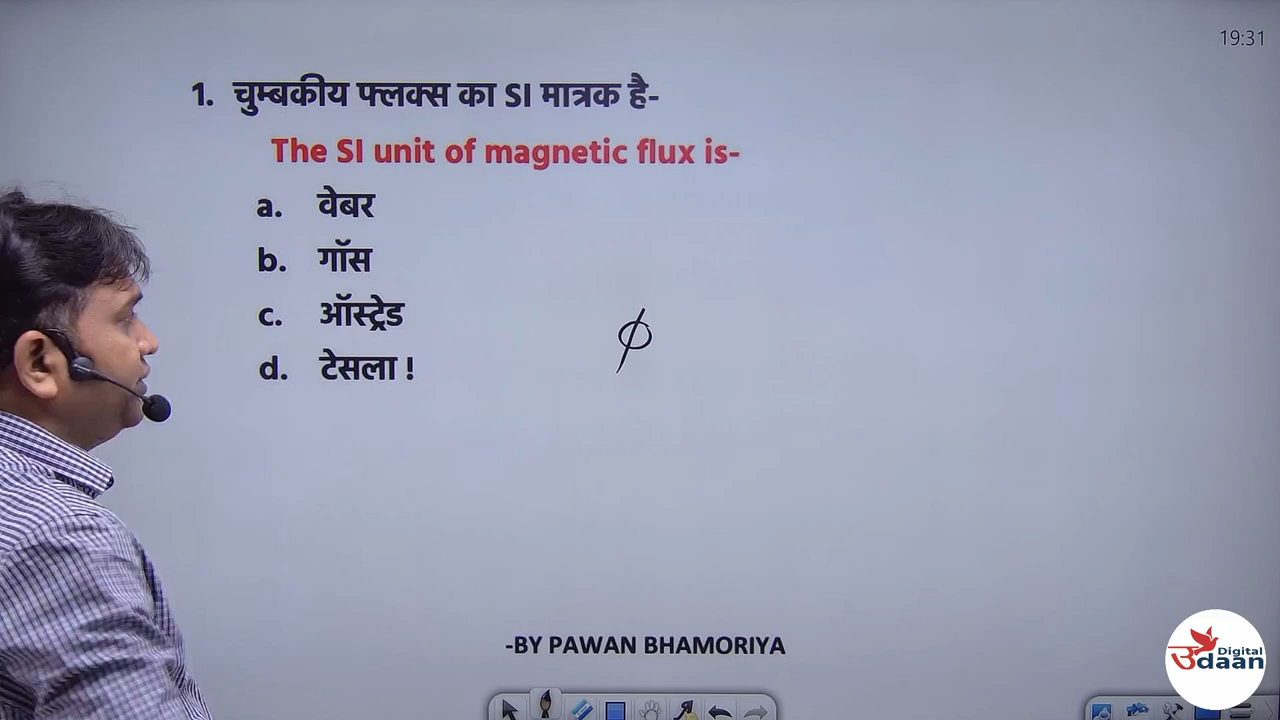 19:31
1. चुम्बकीय फ्लक्स का SI मात्रक है-
The SI unit of magnetic flux is-
a. वेबर
b. गॉस
c. ऑस्ट्रेड
d. टेसला !
ϕ
-BY PAWAN BHAMORIYA
Digital
उdaan